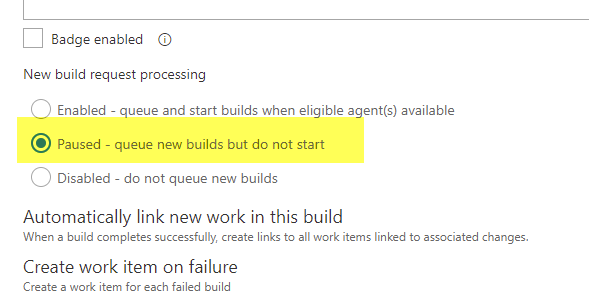 Badge enabled
New build request processing
Enabled - queue and start builds when eligible agent(s) available
Paused - queue new builds but do not start
Disabled - do not queue new builds
Automatically link new work in this build
When a build completes successfully, create links to all work items linked to associated changes.
Create work item on failure
Create a work item for each failed build